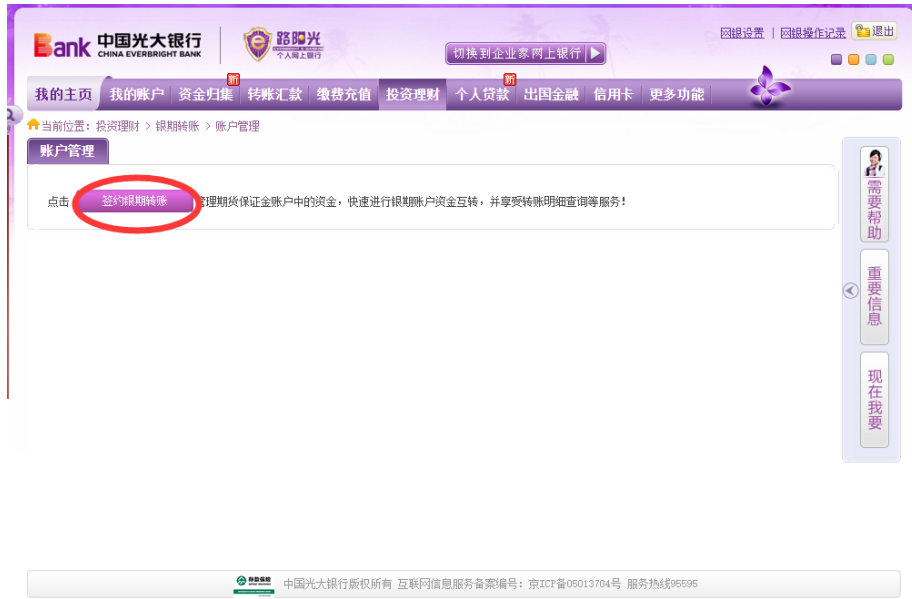 网银设置 | 网银操作记录 退出
Bank 中国光大银行
CHINA EVERBRIGHT BANK
个人网上银行
切换到企业家网上银行
新 新
我的主页 我的账户 资金归集 转账汇款 缴费充值 投资理财 个人贷款 出国金融 信用卡 更多功能
当前位置: 投资理财 > 银期转账 > 账户管理
账户管理
点击 签约银期转账 管理期货保证金账户中的资金,快速进行银期账户资金互转,并享受转账明细查询等服务!
需要帮助
重要信息
现在我要
存款保险 中国光大银行版权所有 互联网信息服务备案编号: 京ICP备05013704号 服务热线95595